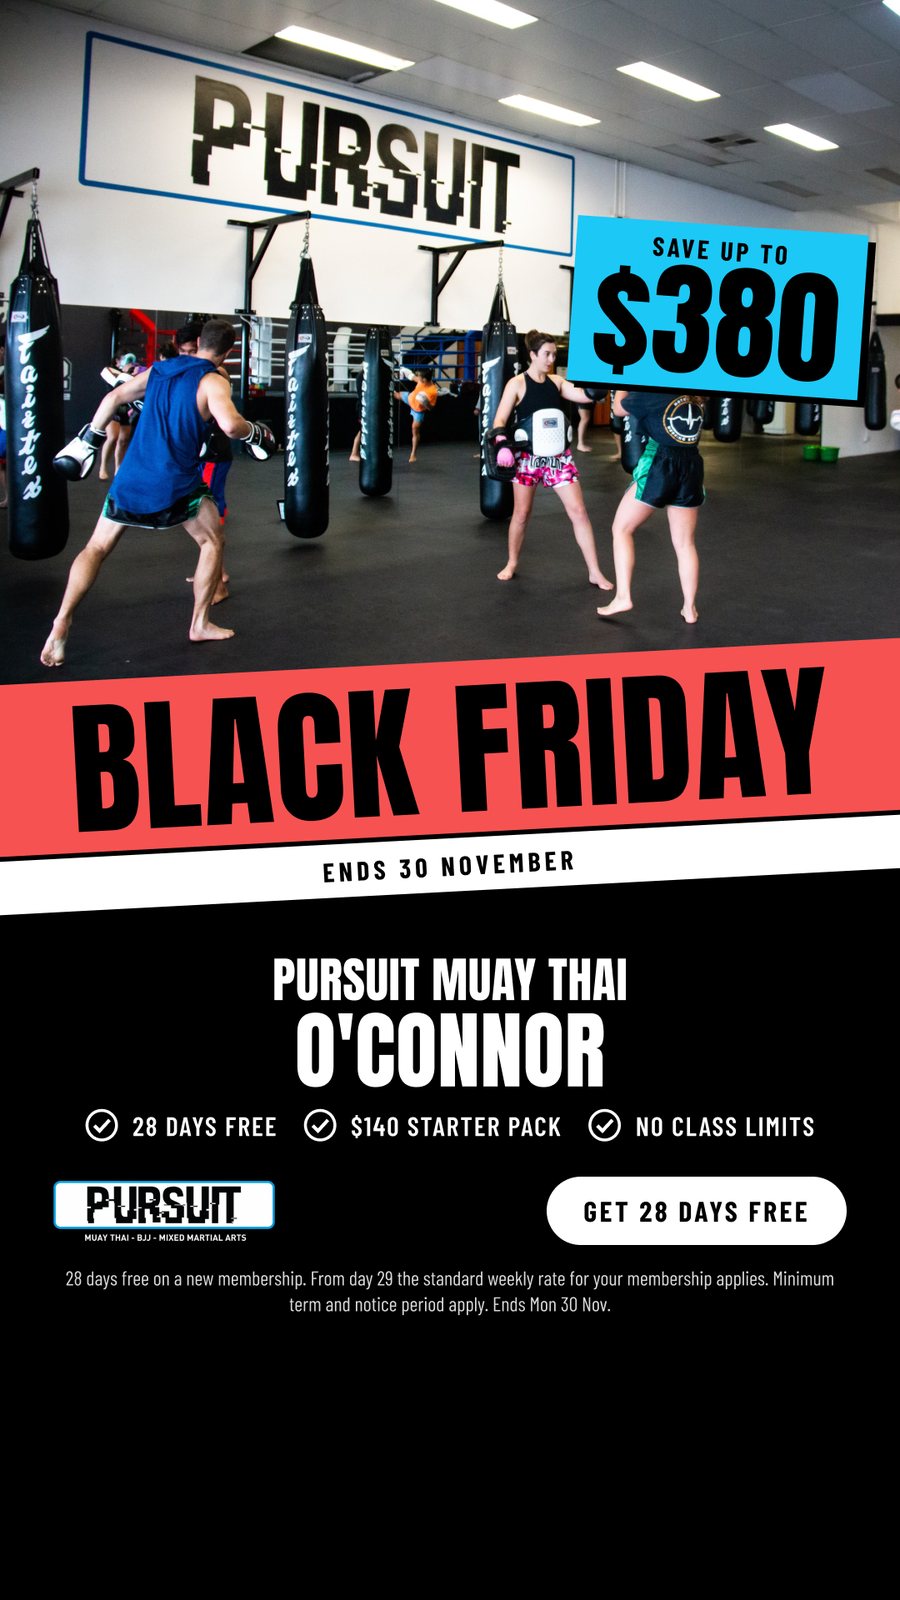 PURSUIT
SAVE UP TO
$380
BLACK FRIDAY
ENDS 30 NOVEMBER
PURSUIT MUAY THAI
O'CONNOR
28 DAYS FREE
$140 STARTER PACK
NO CLASS LIMITS
PURSUIT
MUAY THAI - BJJ - MIXED MARTIAL ARTS
GET 28 DAYS FREE
28 days free on a new membership. From day 29 the standard weekly rate for your membership applies. Minimum
term and notice period apply. Ends Mon 30 Nov.